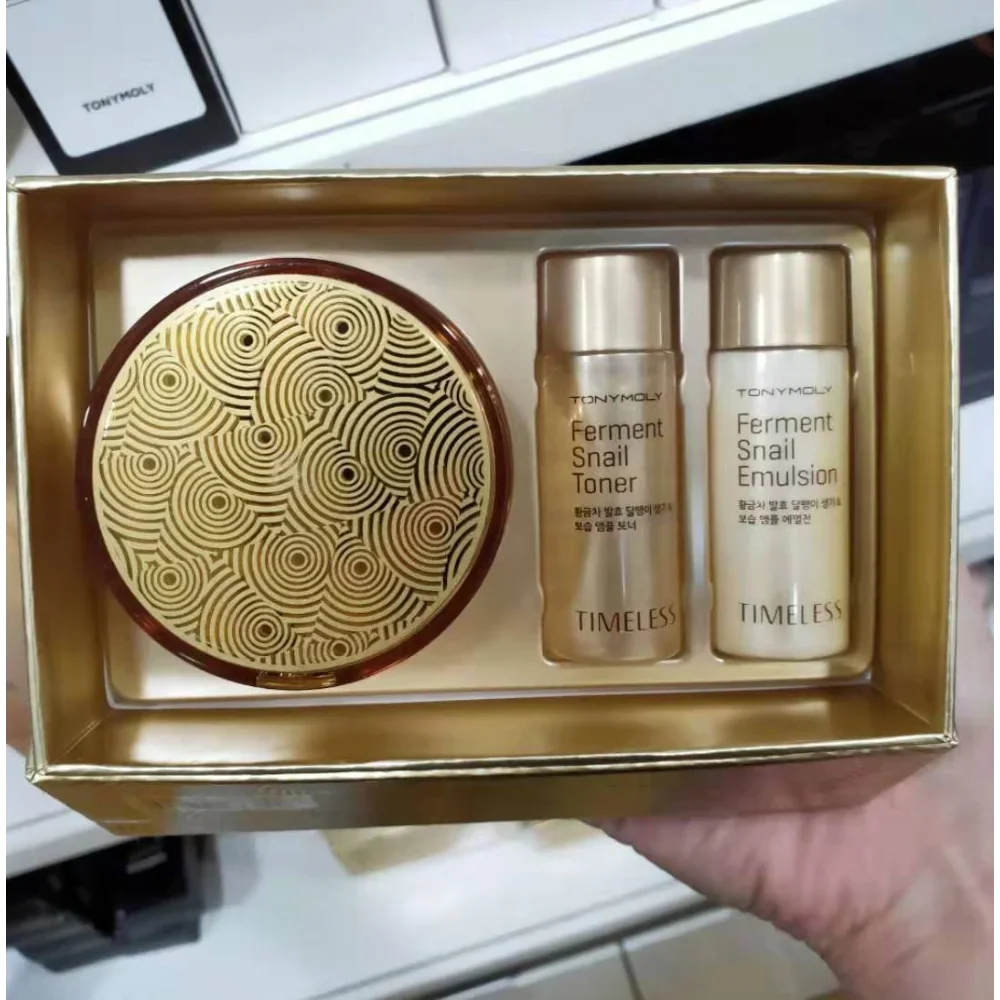 TONYMOLY
TONYMOLY
Ferment
Snail
Toner
황금차 발효 달팽이 생기 &
보습 앰플 토너
TIMELESS
TONYMOLY
Ferment
Snail
Emulsion
황금차 발효 달팽이 생기 &
보습 앰플 에멀전
TIMELESS